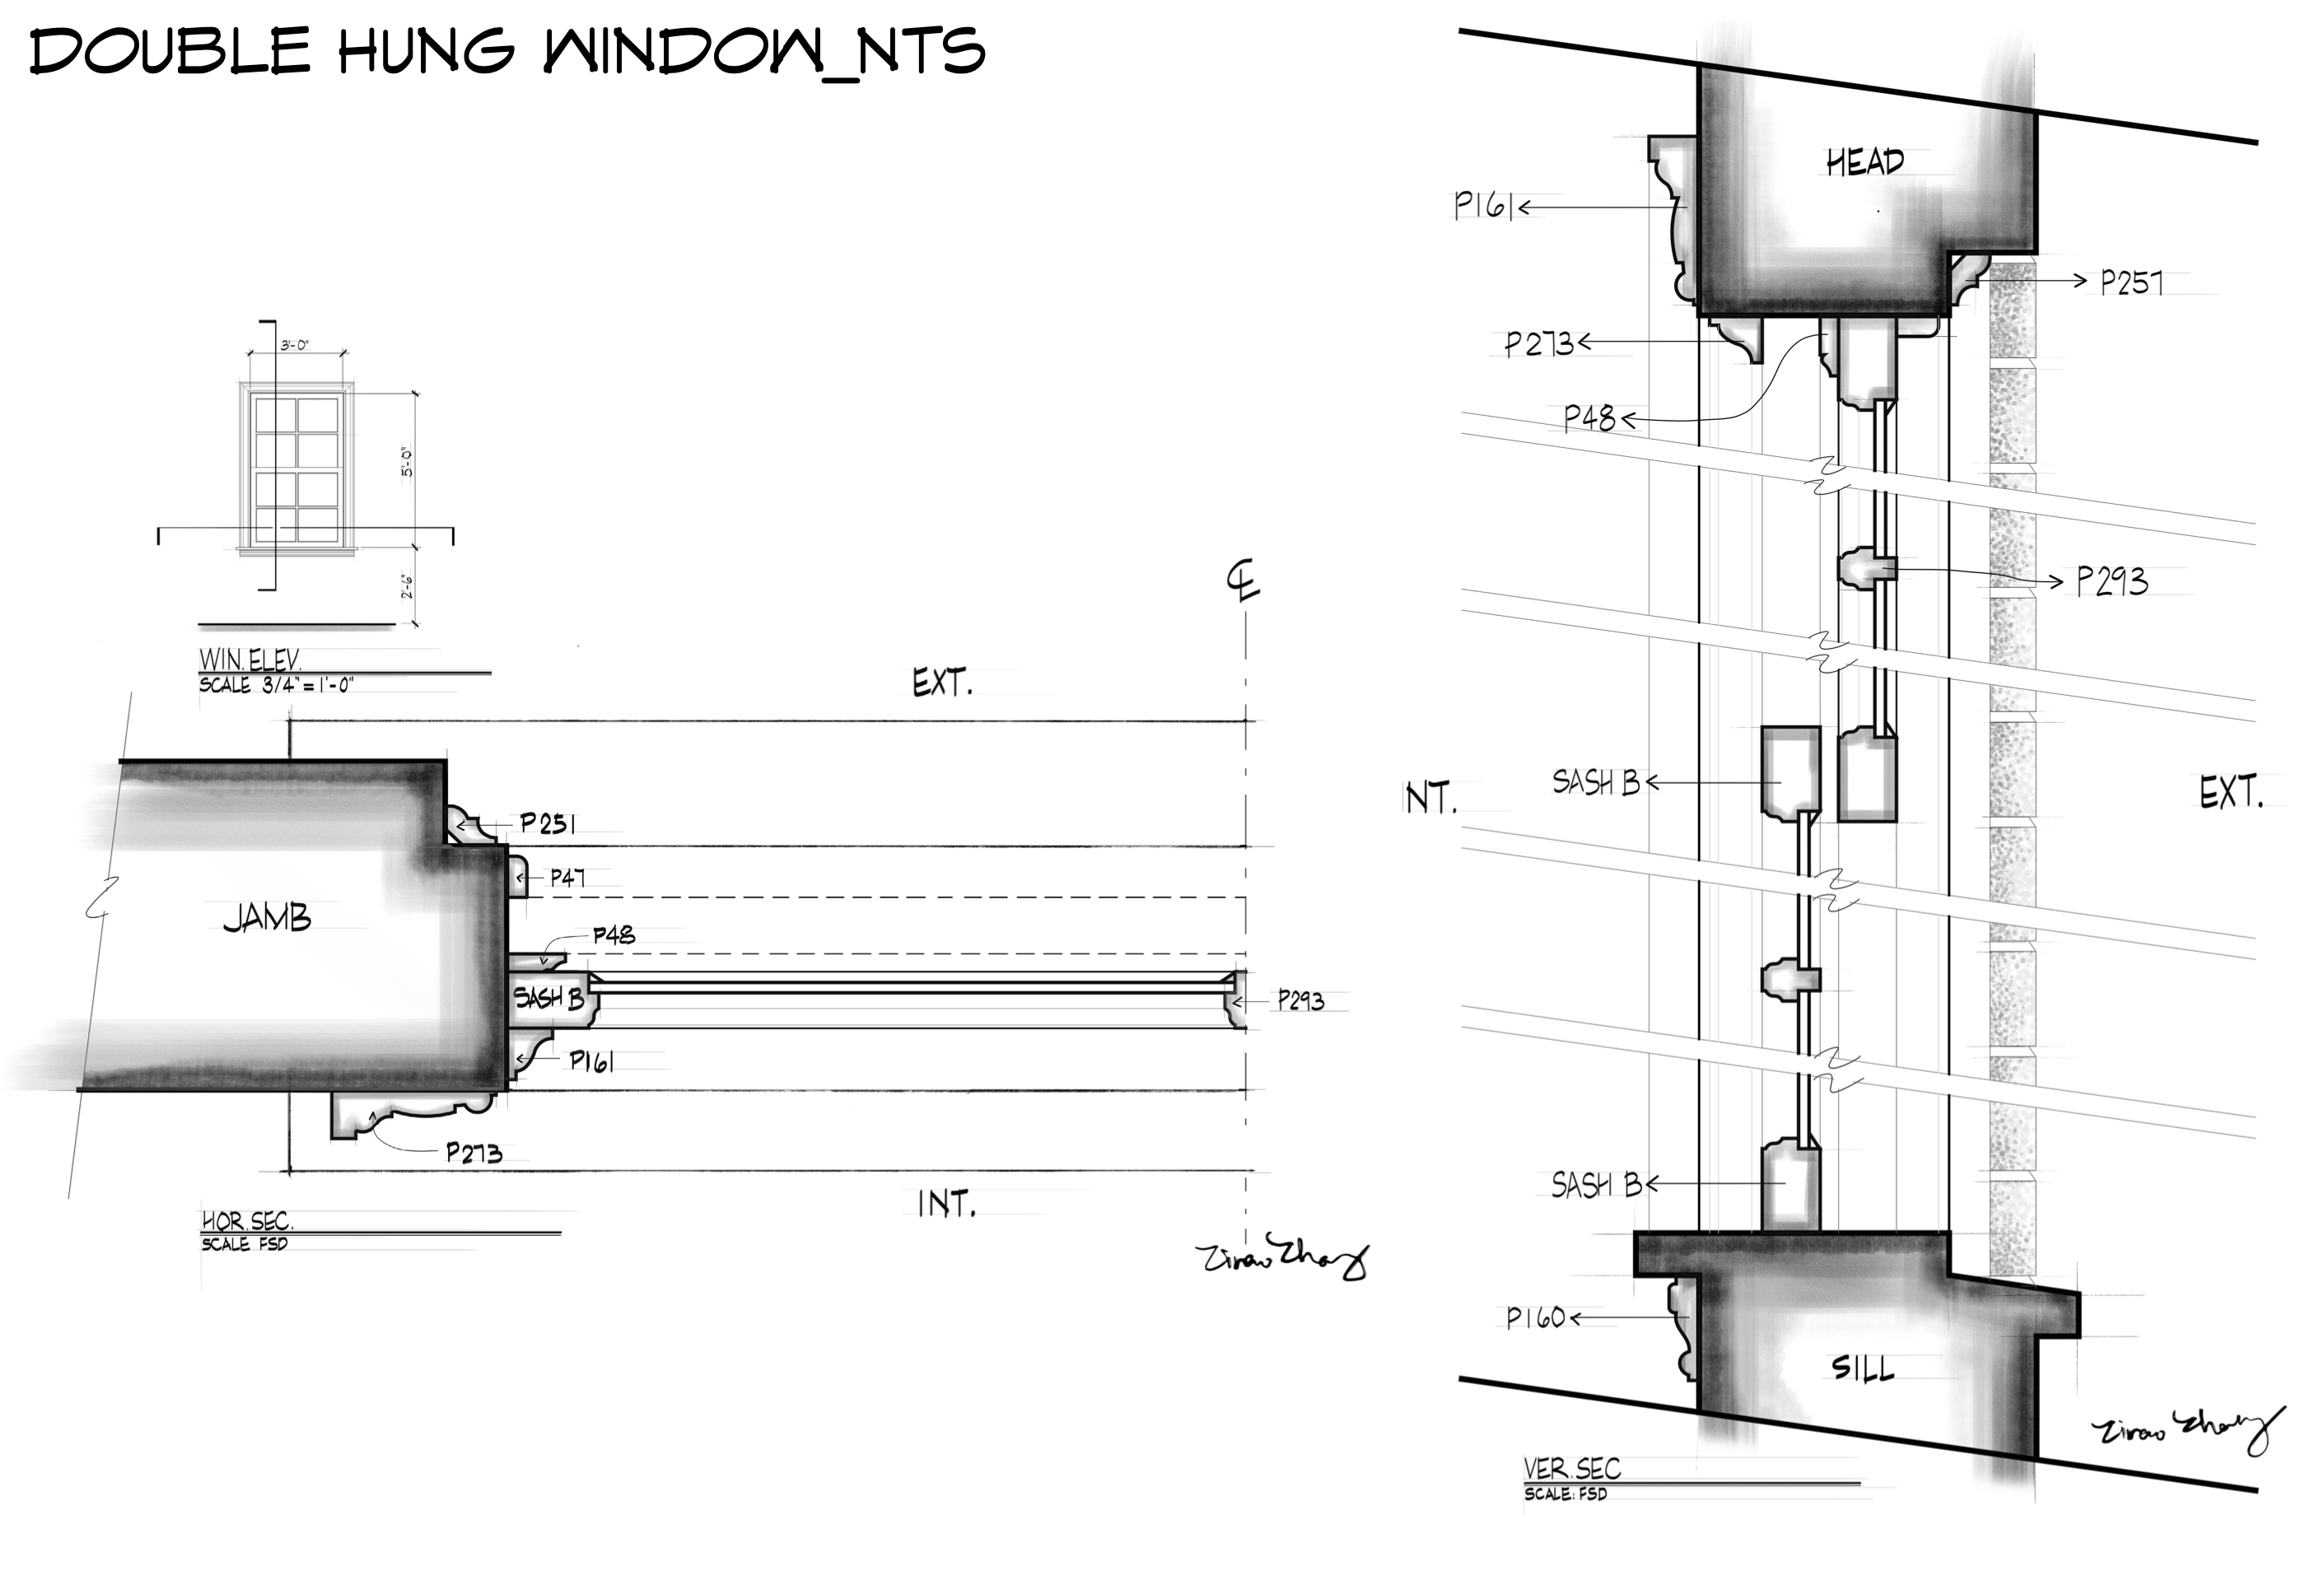 DOUBLE HUNG WINDOW_NTS
3'-0"
5'-0"
2'-6"
WIN. ELEV.
SCALE 3/4" = 1'-0"
EXT.
P251
P47
JAMB
P48
SASH B
P293
P161
P273
INT.
HOR. SEC.
SCALE FSD
Zirao Zhang
HEAD
P161
P251
P273
P48
P293
SASH B
NT.
EXT.
SASH B
P160
SILL
Zirao Zhang
VER. SEC
SCALE: FSD